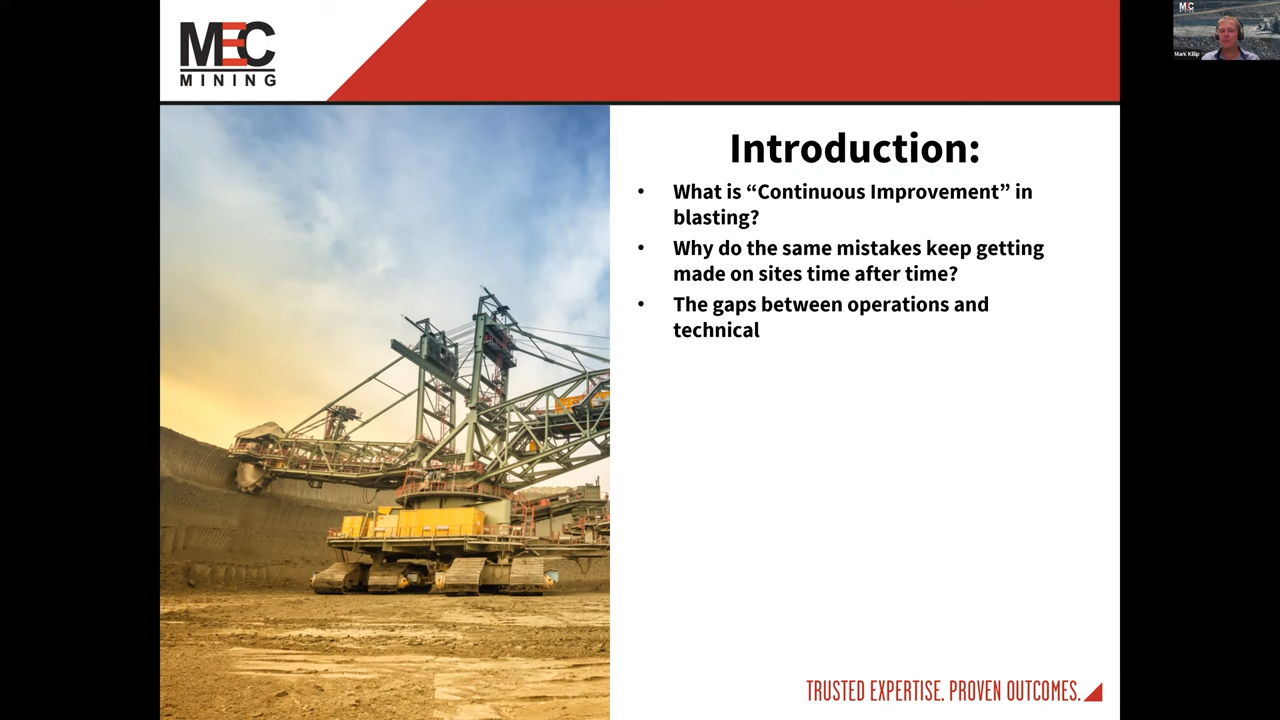 MEC
MINING
MEC
Mark Killip
Introduction:
• What is “Continuous Improvement” in
blasting?
• Why do the same mistakes keep getting
made on sites time after time?
• The gaps between operations and
technical
TRUSTED EXPERTISE. PROVEN OUTCOMES.